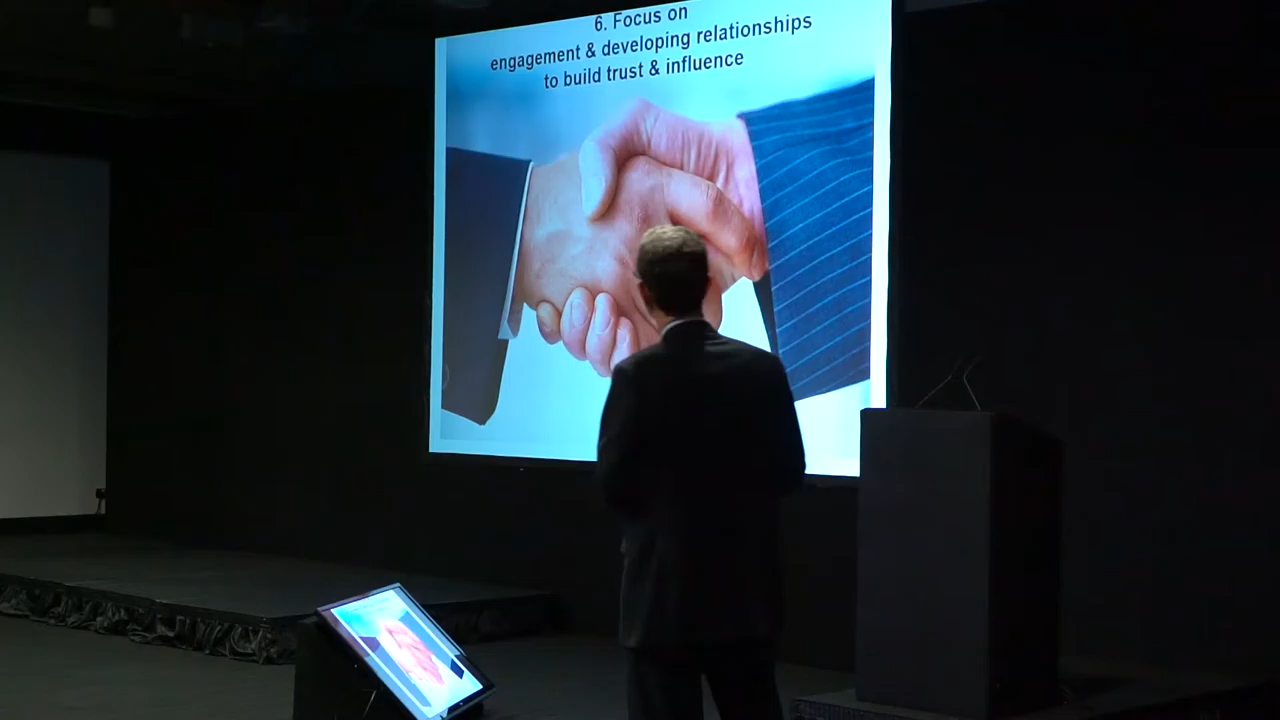 6. Focus on
engagement & developing relationships
to build trust & influence